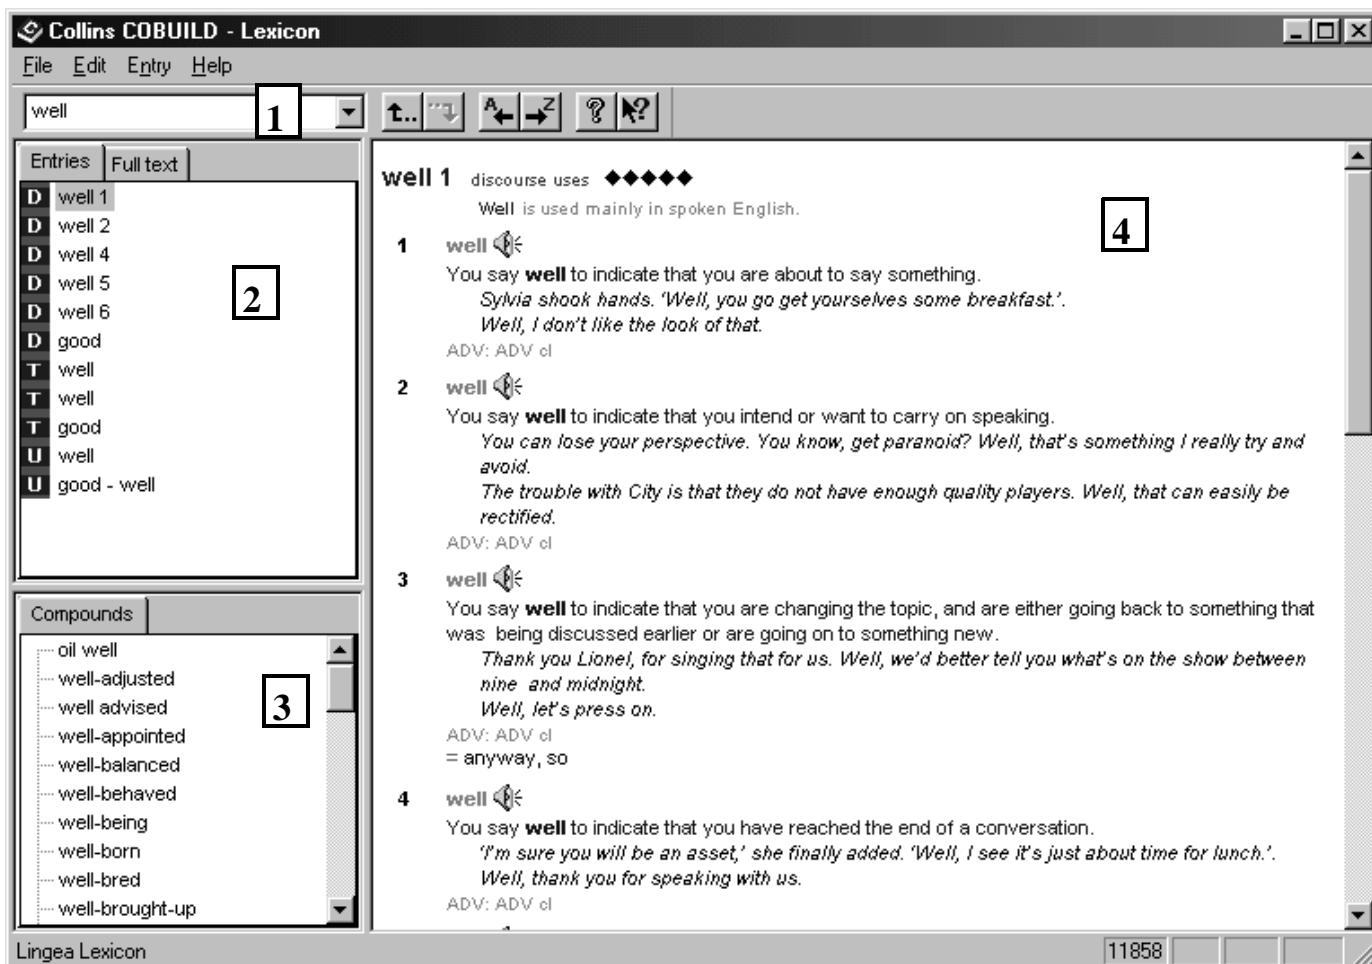 Collins COBUILD - Lexicon
File Edit Entry Help
well
1
A Z
Entries Full text
D well 1
D well 2
D well 4
D well 5
D well 6
D good
T well
T well
T good
U well
U good - well
2
Compounds
oil well
well-adjusted
well advised
well-appointed
well-balanced
well-behaved
well-being
well-born
well-bred
well-brought-up
3
well 1 discourse uses ◆◆◆◆◆
Well is used mainly in spoken English.
4
1 well
You say well to indicate that you are about to say something.
Sylvia shook hands. 'Well, you go get yourselves some breakfast.'.
Well, I don't like the look of that.
ADV: ADV cl
2 well
You say well to indicate that you intend or want to carry on speaking.
You can lose your perspective. You know, get paranoid? Well, that's something I really try and
avoid.
The trouble with City is that they do not have enough quality players. Well, that can easily be
rectified.
ADV: ADV cl
3 well
You say well to indicate that you are changing the topic, and are either going back to something that
was being discussed earlier or are going on to something new.
Thank you Lionel, for singing that for us. Well, we'd better tell you what's on the show between
nine and midnight.
Well, let's press on.
ADV: ADV cl
= anyway, so
4 well
You say well to indicate that you have reached the end of a conversation.
'I'm sure you will be an asset,' she finally added. 'Well, I see it's just about time for lunch.'.
Well, thank you for speaking with us.
ADV: ADV cl
Lingea Lexicon
11858